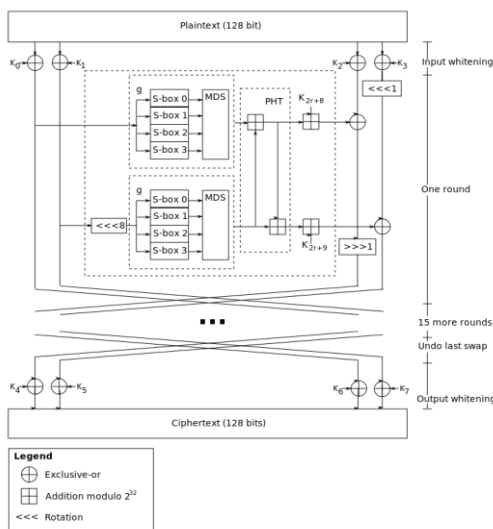 Plaintext (128 bit)
K0 K1 K2 K3 Input whitening
<<<1
g S-box 0 MDS PHT K2r+8
S-box 1
S-box 2
S-box 3
One round
g S-box 0 MDS
<<<8 S-box 1
S-box 2
S-box 3 K2r+9 >>>1
... 15 more rounds
Undo last swap
K4 K5 K6 K7 Output whitening
Ciphertext (128 bits)
Legend
Exclusive-or
Addition modulo 2^32
<<< Rotation